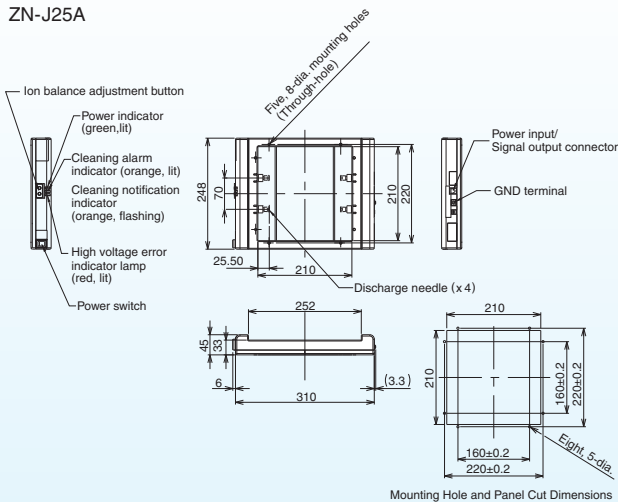 ZN-J25A
Ion balance adjustment button
Power indicator
(green,lit)
Cleaning alarm
indicator (orange, lit)
Cleaning notification
indicator
(orange, flashing)
High voltage error
indicator lamp
(red, lit)
Power switch
Five, 8-dia. mounting holes
(Through-hole)
248
70
210
220
25.50
210
Discharge needle (x 4)
Power input/
Signal output connector
GND terminal
252
45
33
6
310
(3.3)
210
210
160±0.2
220±0.2
160±0.2
220±0.2
Eight, 5-dia.
Mounting Hole and Panel Cut Dimensions